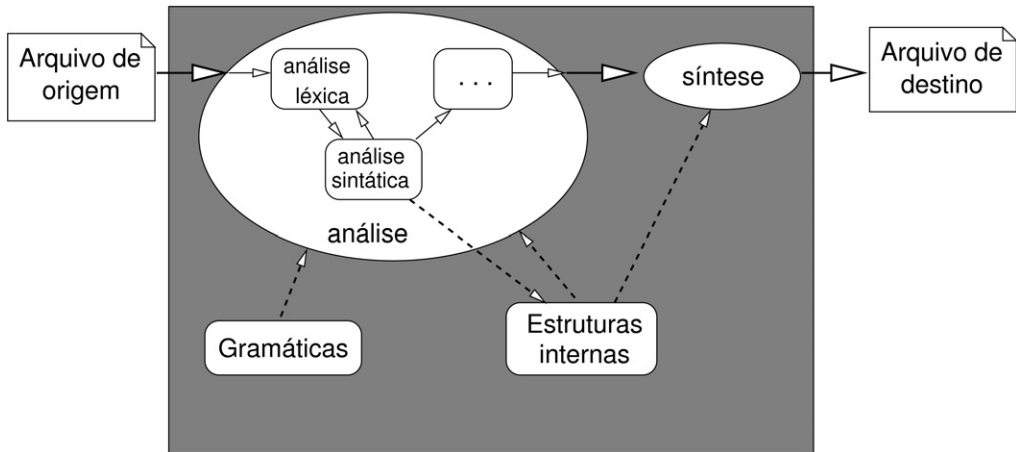 Arquivo de
origem
análise
léxica
. . .
análise
sintática
análise
síntese
Arquivo de
destino
Gramáticas
Estruturas
internas